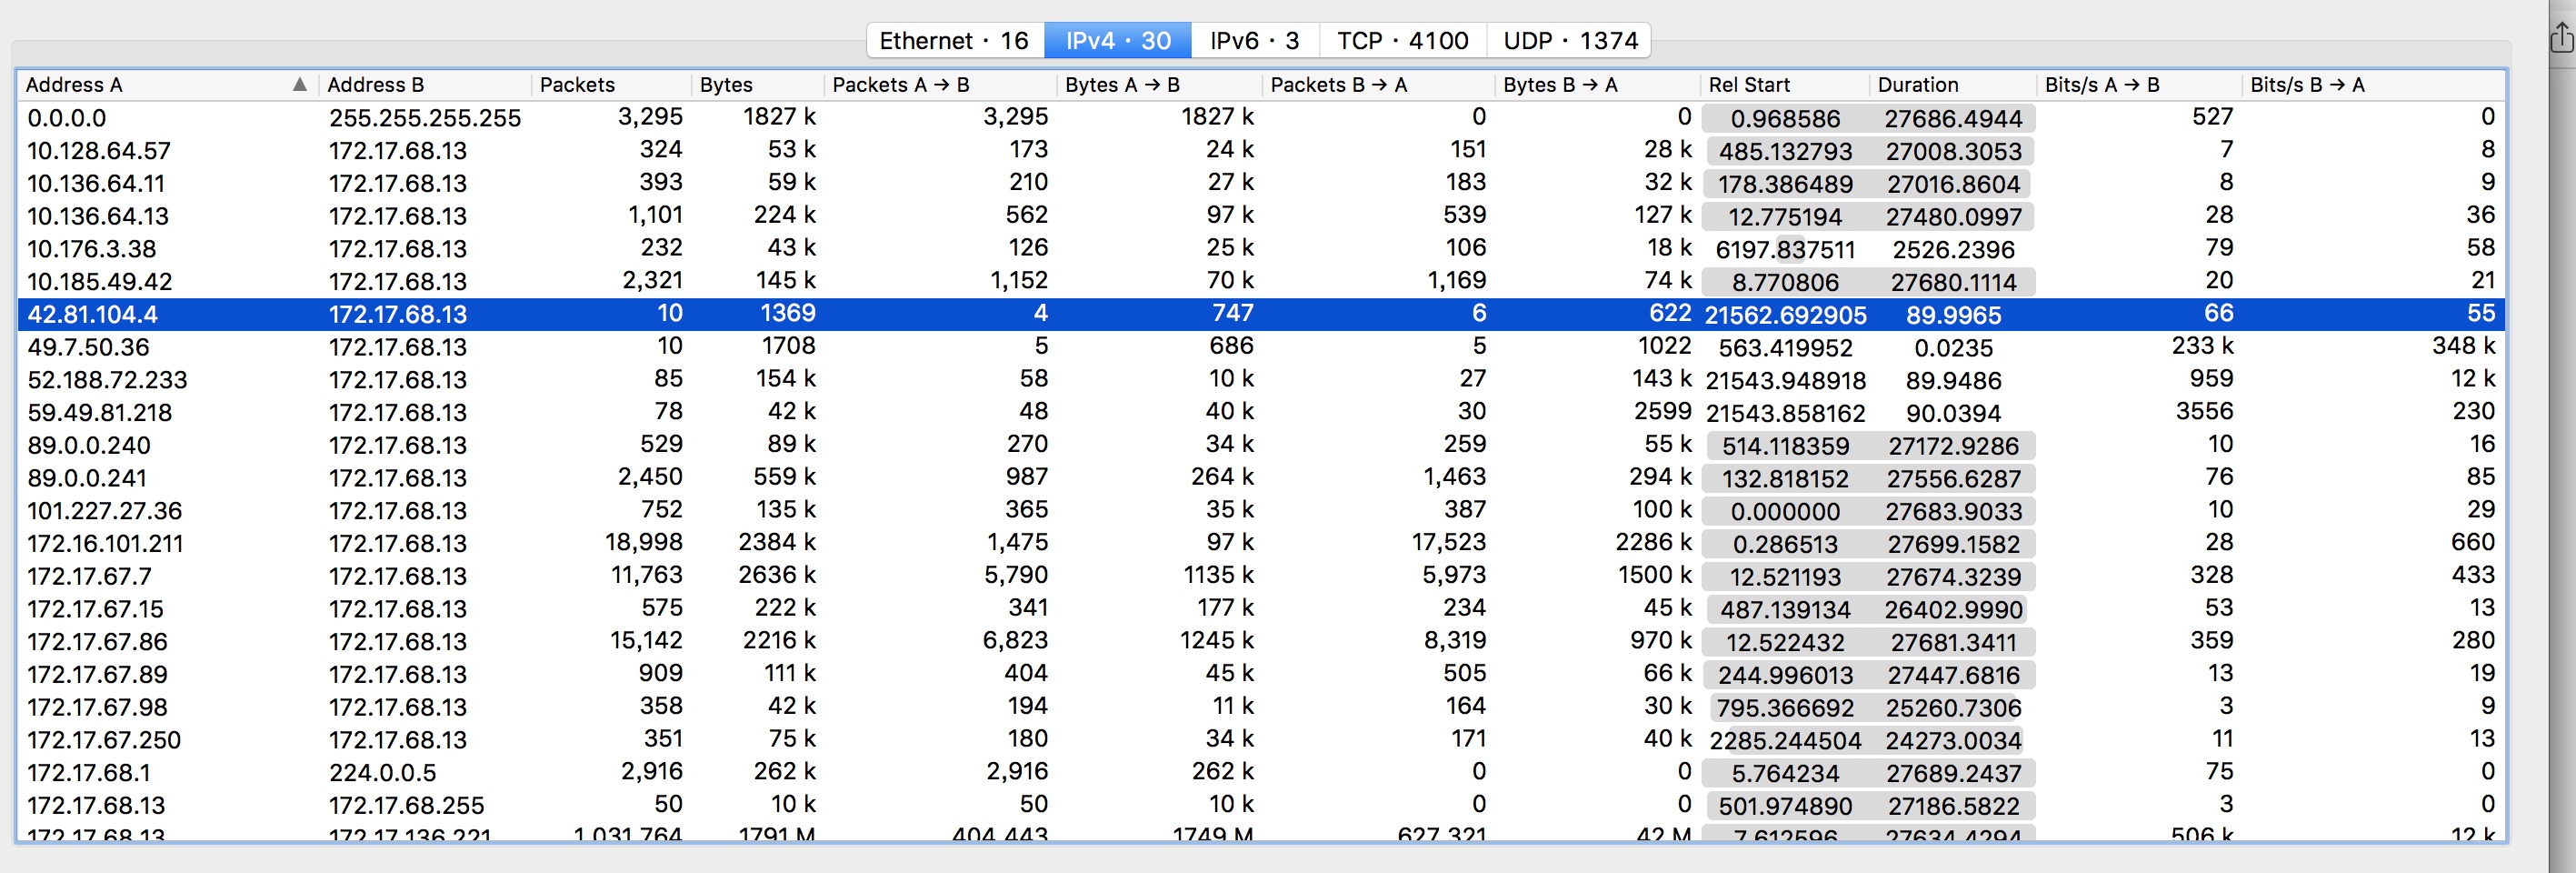 Ethernet · 16 IPv4 · 30 IPv6 · 3 TCP · 4100 UDP · 1374
Address A Address B Packets Bytes Packets A → B Bytes A → B Packets B → A Bytes B → A Rel Start Duration Bits/s A → B Bits/s B → A
0.0.0.0 255.255.255.255 3,295 1827 k 3,295 1827 k 0 0 0.968586 27686.4944 527 0
10.128.64.57 172.17.68.13 324 53 k 173 24 k 151 28 k 485.132793 27008.3053 7 8
10.136.64.11 172.17.68.13 393 59 k 210 27 k 183 32 k 178.386489 27016.8604 8 9
10.136.64.13 172.17.68.13 1,101 224 k 562 97 k 539 127 k 12.775194 27480.0997 28 36
10.176.3.38 172.17.68.13 232 43 k 126 25 k 106 18 k 6197.837511 2526.2396 79 58
10.185.49.42 172.17.68.13 2,321 145 k 1,152 70 k 1,169 74 k 8.770806 27680.1114 20 21
42.81.104.4 172.17.68.13 10 1369 4 747 6 622 21562.692905 89.9965 66 55
49.7.50.36 172.17.68.13 10 1708 5 686 5 1022 563.419952 0.0235 233 k 348 k
52.188.72.233 172.17.68.13 85 154 k 58 10 k 27 143 k 21543.948918 89.9486 959 12 k
59.49.81.218 172.17.68.13 78 42 k 48 40 k 30 2599 21543.858162 90.0394 3556 230
89.0.0.240 172.17.68.13 529 89 k 270 34 k 259 55 k 514.118359 27172.9286 10 16
89.0.0.241 172.17.68.13 2,450 559 k 987 264 k 1,463 294 k 132.818152 27556.6287 76 85
101.227.27.36 172.17.68.13 752 135 k 365 35 k 387 100 k 0.000000 27683.9033 10 29
172.16.101.211 172.17.68.13 18,998 2384 k 1,475 97 k 17,523 2286 k 0.286513 27699.1582 28 660
172.17.67.7 172.17.68.13 11,763 2636 k 5,790 1135 k 5,973 1500 k 12.521193 27674.3239 328 433
172.17.67.15 172.17.68.13 575 222 k 341 177 k 234 45 k 487.139134 26402.9990 53 13
172.17.67.86 172.17.68.13 15,142 2216 k 6,823 1245 k 8,319 970 k 12.522432 27681.3411 359 280
172.17.67.89 172.17.68.13 909 111 k 404 45 k 505 66 k 244.996013 27447.6816 13 19
172.17.67.98 172.17.68.13 358 42 k 194 11 k 164 30 k 795.366692 25260.7306 3 9
172.17.67.250 172.17.68.13 351 75 k 180 34 k 171 40 k 2285.244504 24273.0034 11 13
172.17.68.1 224.0.0.5 2,916 262 k 2,916 262 k 0 0 5.764234 27689.2437 75 0
172.17.68.13 172.17.68.255 50 10 k 50 10 k 0 0 501.974890 27186.5822 3 0
172.17.68.13 172.17.136.221 1,031,764 1791 M 404,443 1749 M 627,321 42 M 7.612596 27634.4294 506 k 12 k